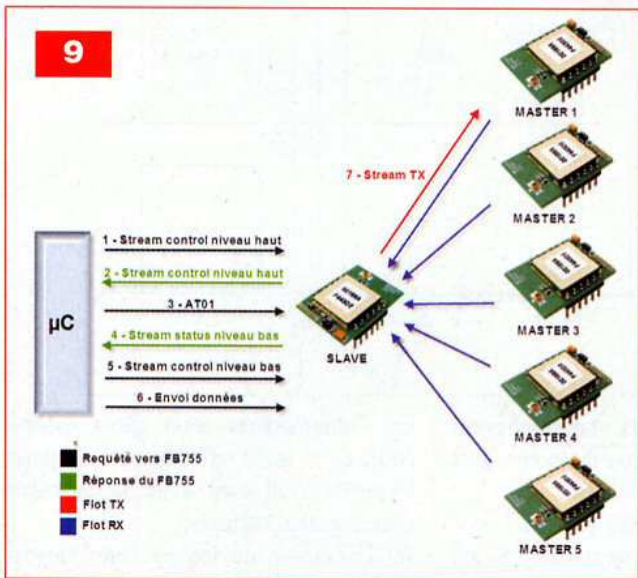 9
MASTER 1
7 - Stream TX
MASTER 2
1 - Stream control niveau haut
2 - Stream control niveau haut
3 - AT01
4 - Stream status niveau bas
5 - Stream control niveau bas
6 - Envoi données
µC
SLAVE
MASTER 3
MASTER 4
MASTER 5
Requêté vers FB755
Réponse du FB755
Flot TX
Flot RX